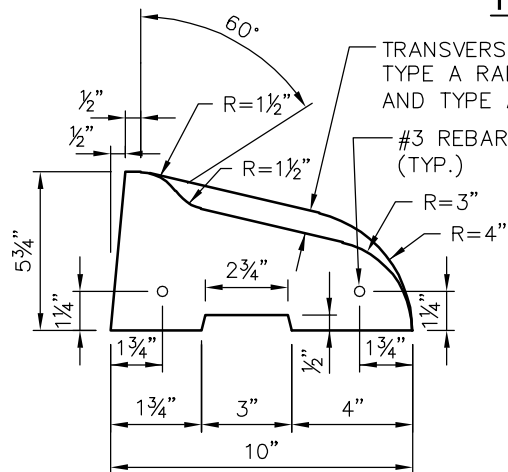 60°
TRANSVERS
TYPE A
AND TYPE
½"
R=1½"
½"
#3 REBAR
(TYP.)
R=1½"
R=3"
R=4"
5¾"
2¾"
1¼"
1¼"
½"
1¾"
1¾"
1¾"
3"
4"
10"